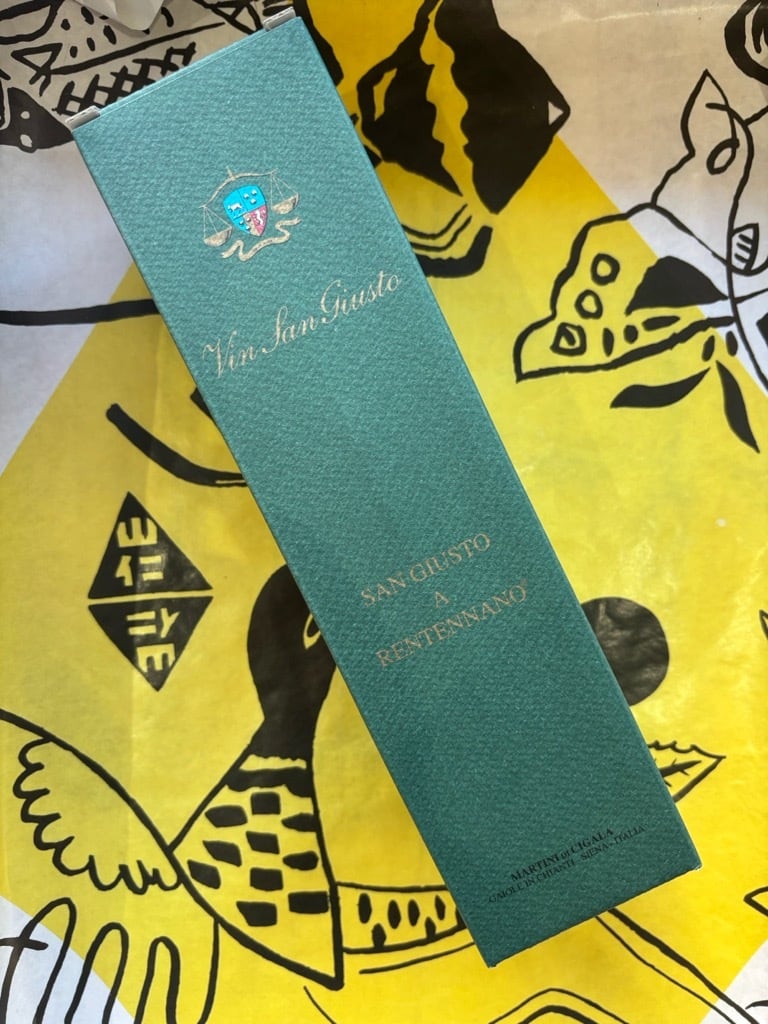 Vin San Giusto
SAN GIUSTO
A
RENTENNANO®
MARTINI DI CIGALA
GAIOLE IN CHIANTI SIENA - ITALIA